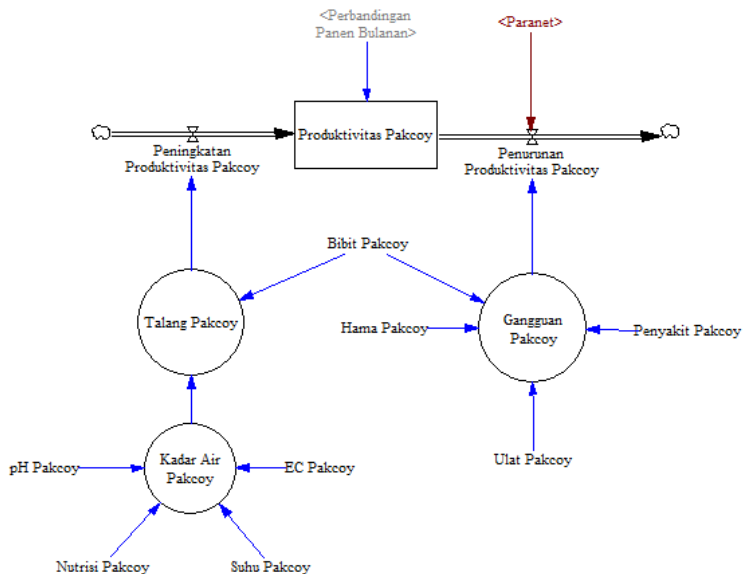 <Perbandingan
Panen Bulanan>
<Paranet>
Produktivitas Pakcoy
Peningkatan
Produktivitas Pakcoy
Penurunan
Produktivitas Pakcoy
Bibit Pakcoy
Talang Pakcoy
Hama Pakcoy
Gangguan
Pakcoy
Penyakit Pakcoy
Kadar Air
Pakcoy
pH Pakcoy
EC Pakcoy
Ulat Pakcoy
Nutrisi Pakcoy
Suhu Pakcoy